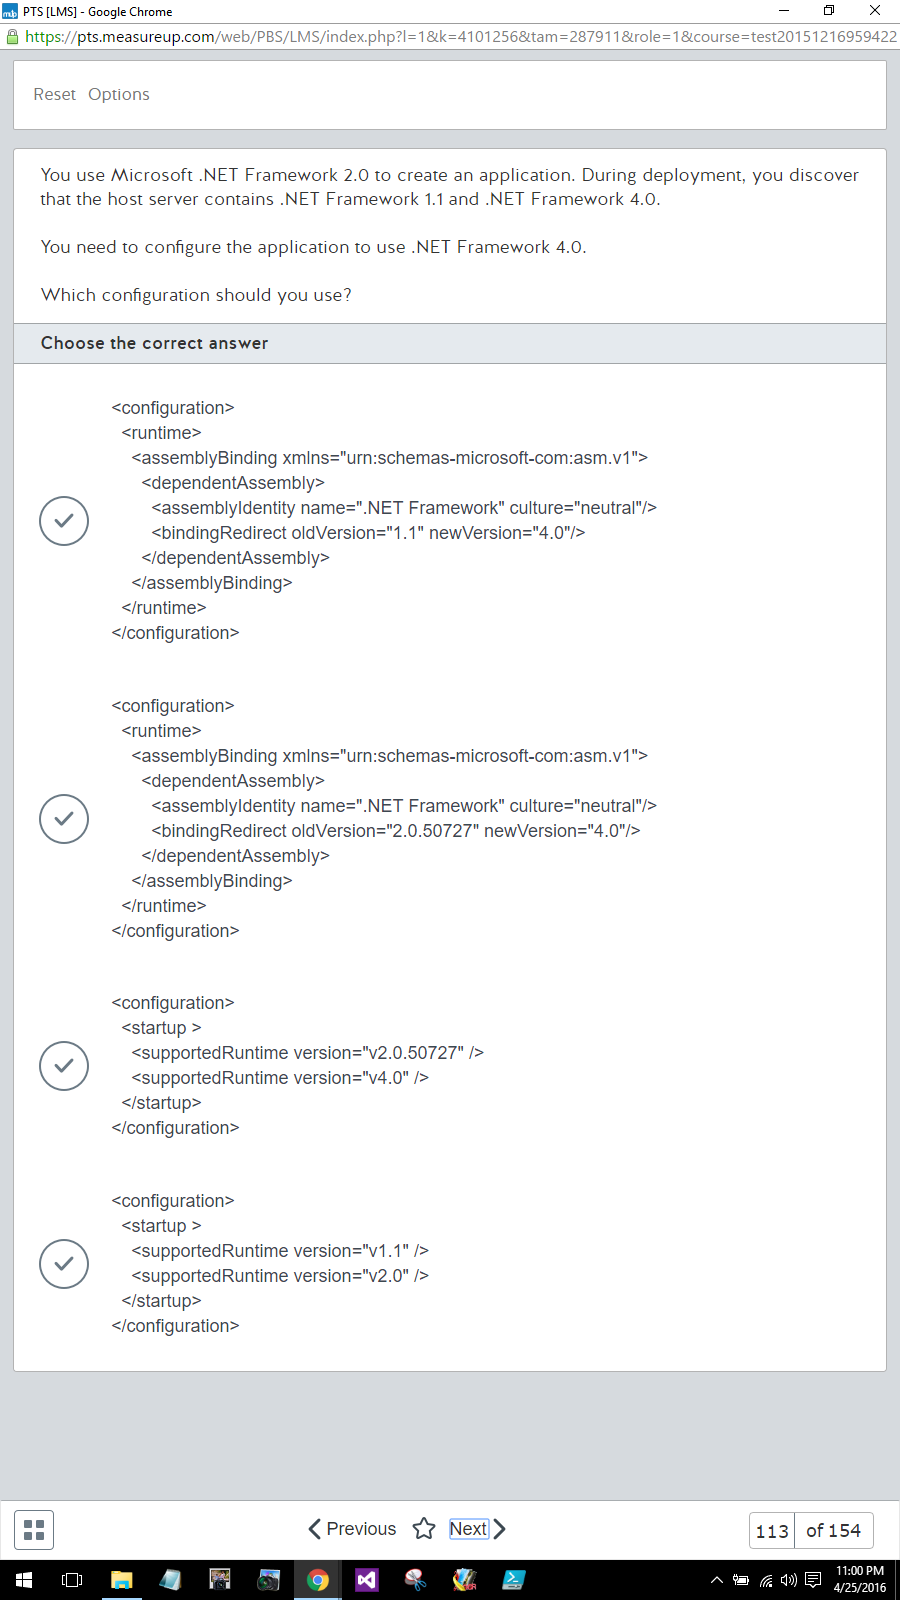 PTS [LMS] - Google Chrome
https://pts.measureup.com/web/PBS/LMS/index.php?l=1&k=4101256&tam=287911&role=1&course=test20151216959422
Reset Options
You use Microsoft .NET Framework 2.0 to create an application. During deployment, you discover
that the host server contains .NET Framework 1.1 and .NET Framework 4.0.
You need to configure the application to use .NET Framework 4.0.
Which configuration should you use?
Choose the correct answer
<configuration>
<runtime>
<assemblyBinding xmlns="urn:schemas-microsoft-com:asm.v1">
<dependentAssembly>
<assemblyIdentity name=".NET Framework" culture="neutral"/>
<bindingRedirect oldVersion="1.1" newVersion="4.0"/>
</dependentAssembly>
</assemblyBinding>
</runtime>
</configuration>
<configuration>
<runtime>
<assemblyBinding xmlns="urn:schemas-microsoft-com:asm.v1">
<dependentAssembly>
<assemblyIdentity name=".NET Framework" culture="neutral"/>
<bindingRedirect oldVersion="2.0.50727" newVersion="4.0"/>
</dependentAssembly>
</assemblyBinding>
</runtime>
</configuration>
<configuration>
<startup >
<supportedRuntime version="v2.0.50727" />
<supportedRuntime version="v4.0" />
</startup>
</configuration>
<configuration>
<startup >
<supportedRuntime version="v1.1" />
<supportedRuntime version="v2.0" />
</startup>
</configuration>
Previous Next 113 of 154
11:00 PM
4/25/2016